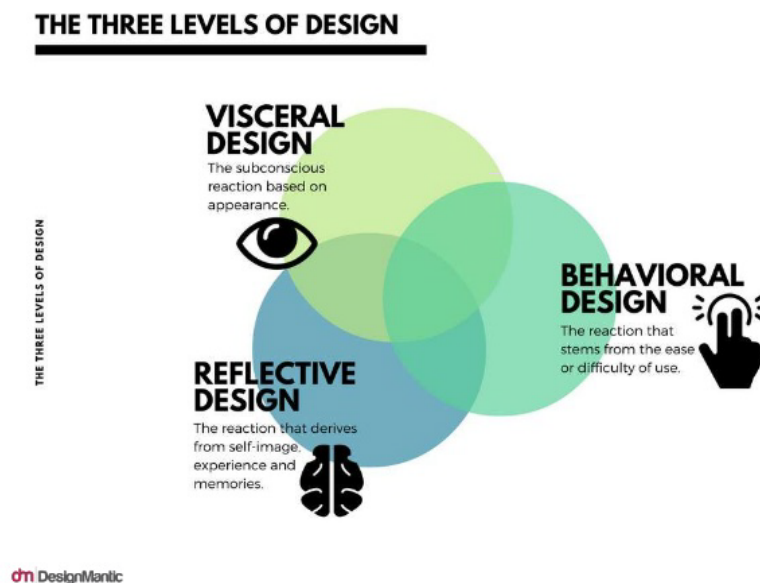 THE THREE LEVELS OF DESIGN
VISCERAL
DESIGN
The subconscious
reaction based on
appearance.
THE THREE LEVELS OF DESIGN
BEHAVIORAL
DESIGN
The reaction that
stems from the ease
or difficulty of use.
REFLECTIVE
DESIGN
The reaction that derives
from self-image,
experience and
memories.
dm DesignMantic